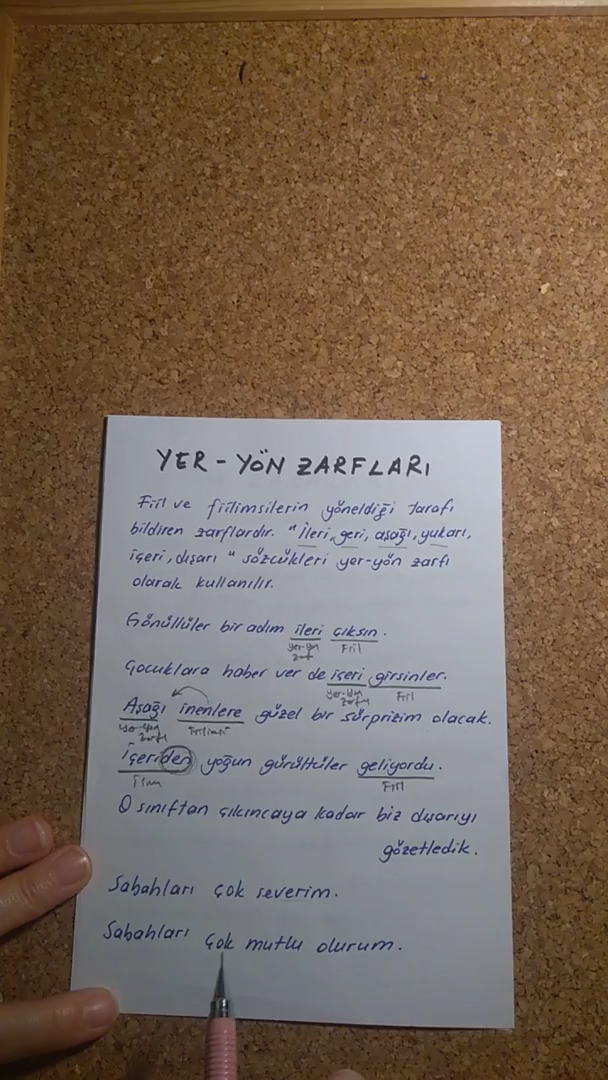 YER-YÖN ZARFLARI
Fiil ve fiilimsilerin yöneldiği tarafı
bildiren zarflardır. "İleri, geri, aşağı, yukarı,
içeri, dışarı" sözcükleri yer-yön zarfı
olarak kullanılır.
Gönüllüler bir adım ileri çıksın.
yer-yön zarfı Fiil
Çocuklara haber ver de içeri girsinler.
yer-yön zarfı Fiil
Aşağı inenlere güzel bir sürprizim olacak.
yer-yön zarfı Fiilimsi
İçeriden yoğun gürültüler geliyordu.
İsim Fiil
O sınıftan çıkıncaya kadar biz dışarıyı
gözetledik.
Sabahları çok severim.
Sabahları çok mutlu olurum.